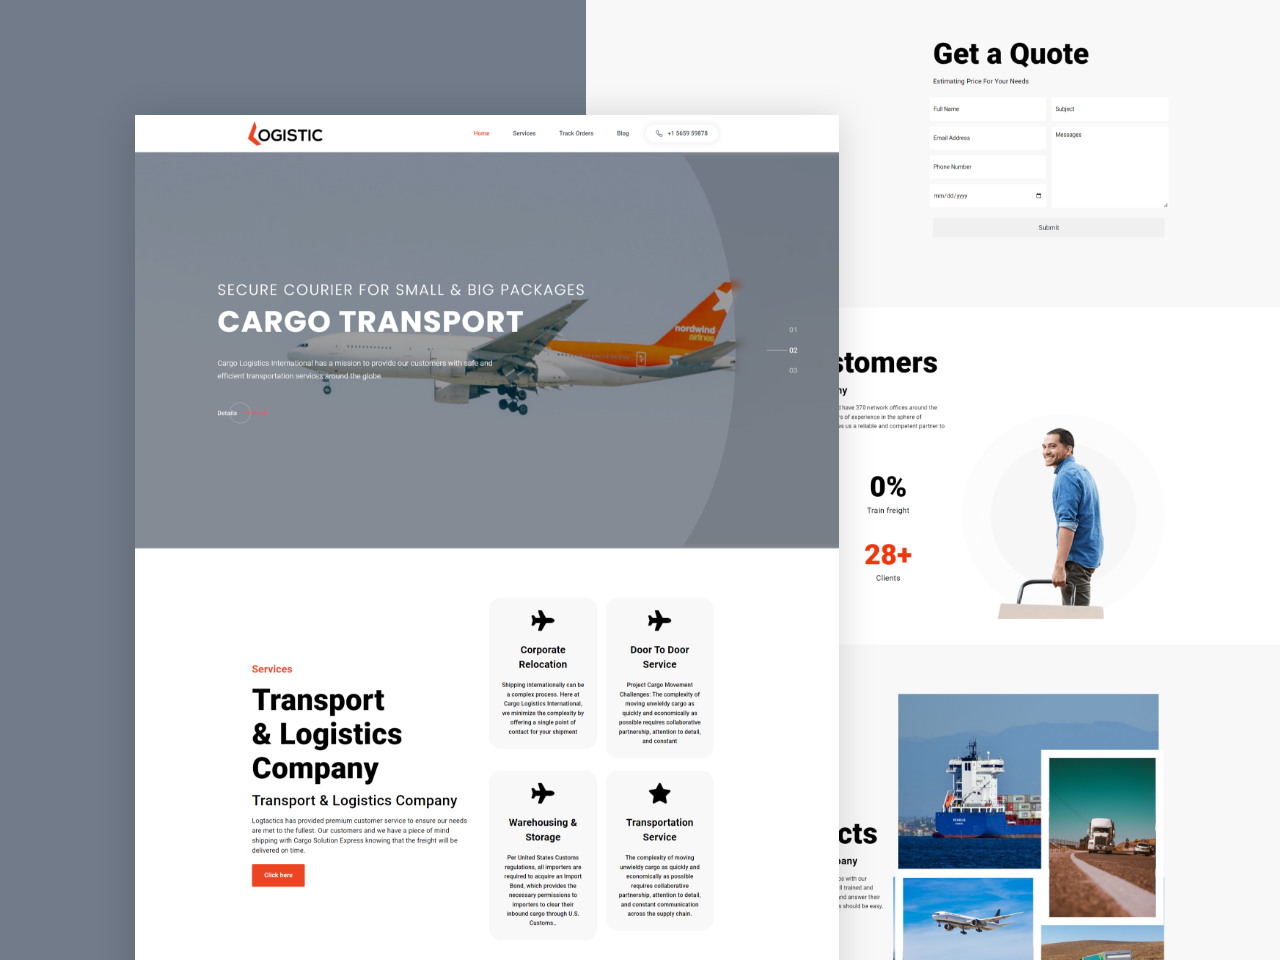 LOGISTIC
Home
Services
Track Orders
Blog
+1 5659 59878
SECURE COURIER FOR SMALL & BIG PACKAGES
CARGO TRANSPORT
Cargo Logistics International has a mission to provide our customers with safe and
efficient transportation services around the globe.
Details
nordwind
airlines
01
02
03
Services
Transport
& Logistics
Company
Transport & Logistics Company
Logtactics has provided premium customer service to ensure our needs
are met to the fullest. Our customers and we have a piece of mind
shipping with Cargo Solution Express knowing that the freight will be
delivered on time.
Click here
Corporate
Relocation
Shipping internationally can be
a complex process. Here at
Cargo Logistics International,
we minimize the complexity by
offering a single point of
contact for your shipment
Door To Door
Service
Project Cargo Movement
Challenges: The complexity of
moving unwieldy cargo as
quickly and economically as
possible requires collaborative
partnership, attention to detail,
and constant
Warehousing &
Storage
Per United States Customs
regulations, all importers are
required to acquire an Import
Bond, which provides the
necessary permissions to
importers to clear their
inbound cargo through U.S.
Customs..
Transportation
Service
The complexity of moving
unwieldy cargo as quickly and
economically as possible
requires collaborative
partnership, attention to detail,
and constant communication
across the supply chain.
Get a Quote
Estimating Price For Your Needs
Full Name
Subject
Email Address
Messages
Phone Number
mm/dd/yyyy
Submit
stomers
ny
d have 370 network offices around the
rs of experience in the sphere of
es us a reliable and competent partner to
0%
Train freight
28+
Clients
cts
pany
os with our
ll trained and
nd answer their
s should be easy.